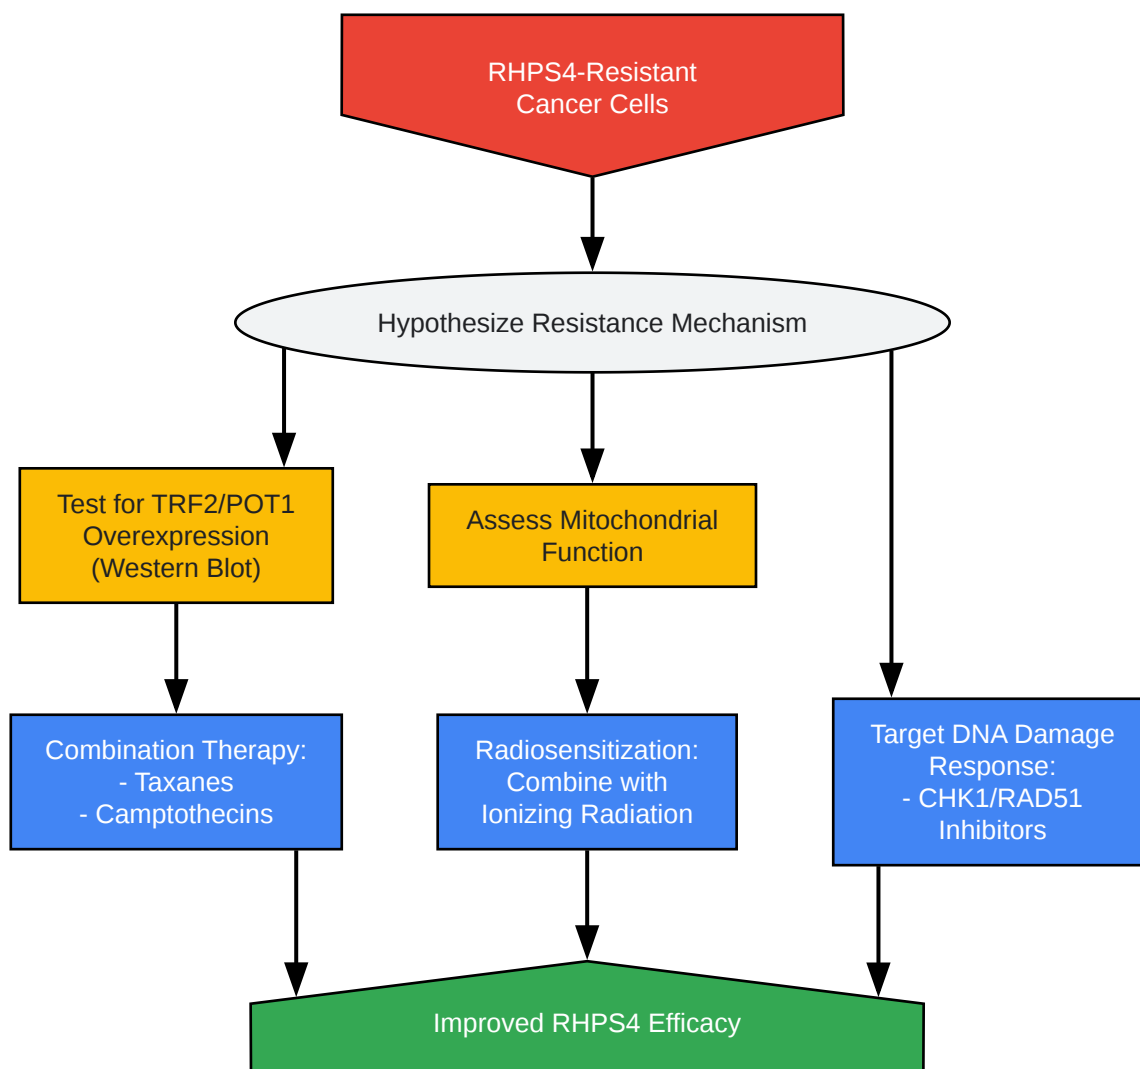 RHPS4-Resistant
Cancer Cells
Hypothesize Resistance Mechanism
Test for TRF2/POT1
Overexpression
(Western Blot)
Assess Mitochondrial
Function
Combination Therapy:
- Taxanes
- Camptothecins
Radiosensitization:
Combine with
Ionizing Radiation
Target DNA Damage
Response:
- CHK1/RAD51
Inhibitors
Improved RHPS4 Efficacy